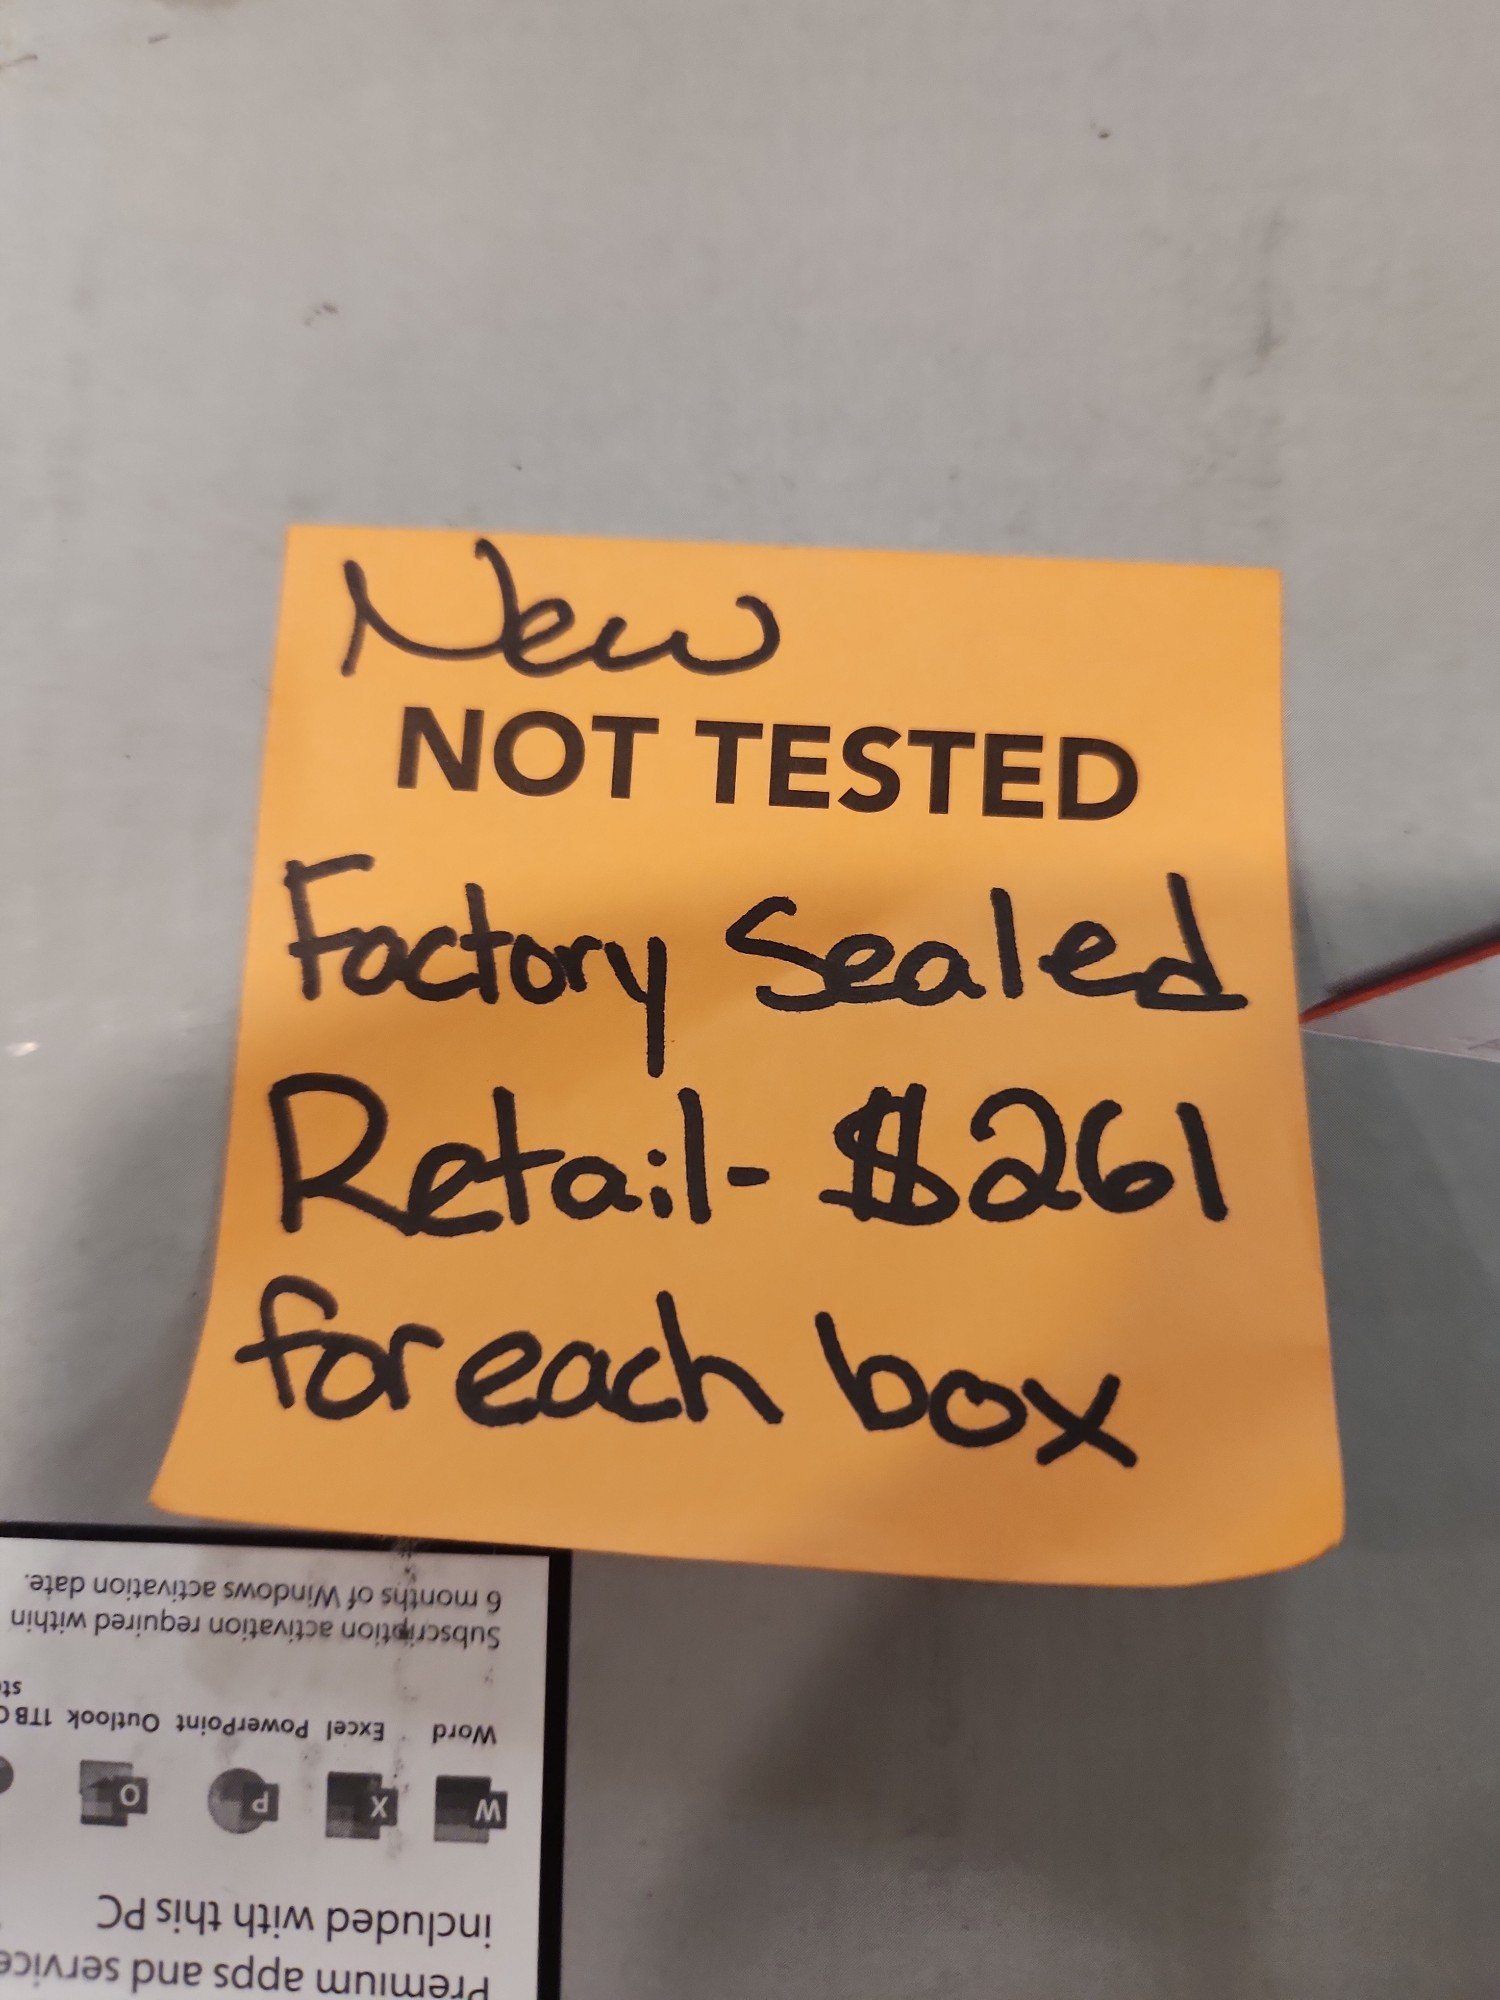 New
NOT TESTED
Factory Sealed
Retail- $261
for each box
Premium apps and
included with this PC
W X P O
Word Excel PowerPoint Outlook 1TB
Subscription activation required within
6 months of Windows activation date.